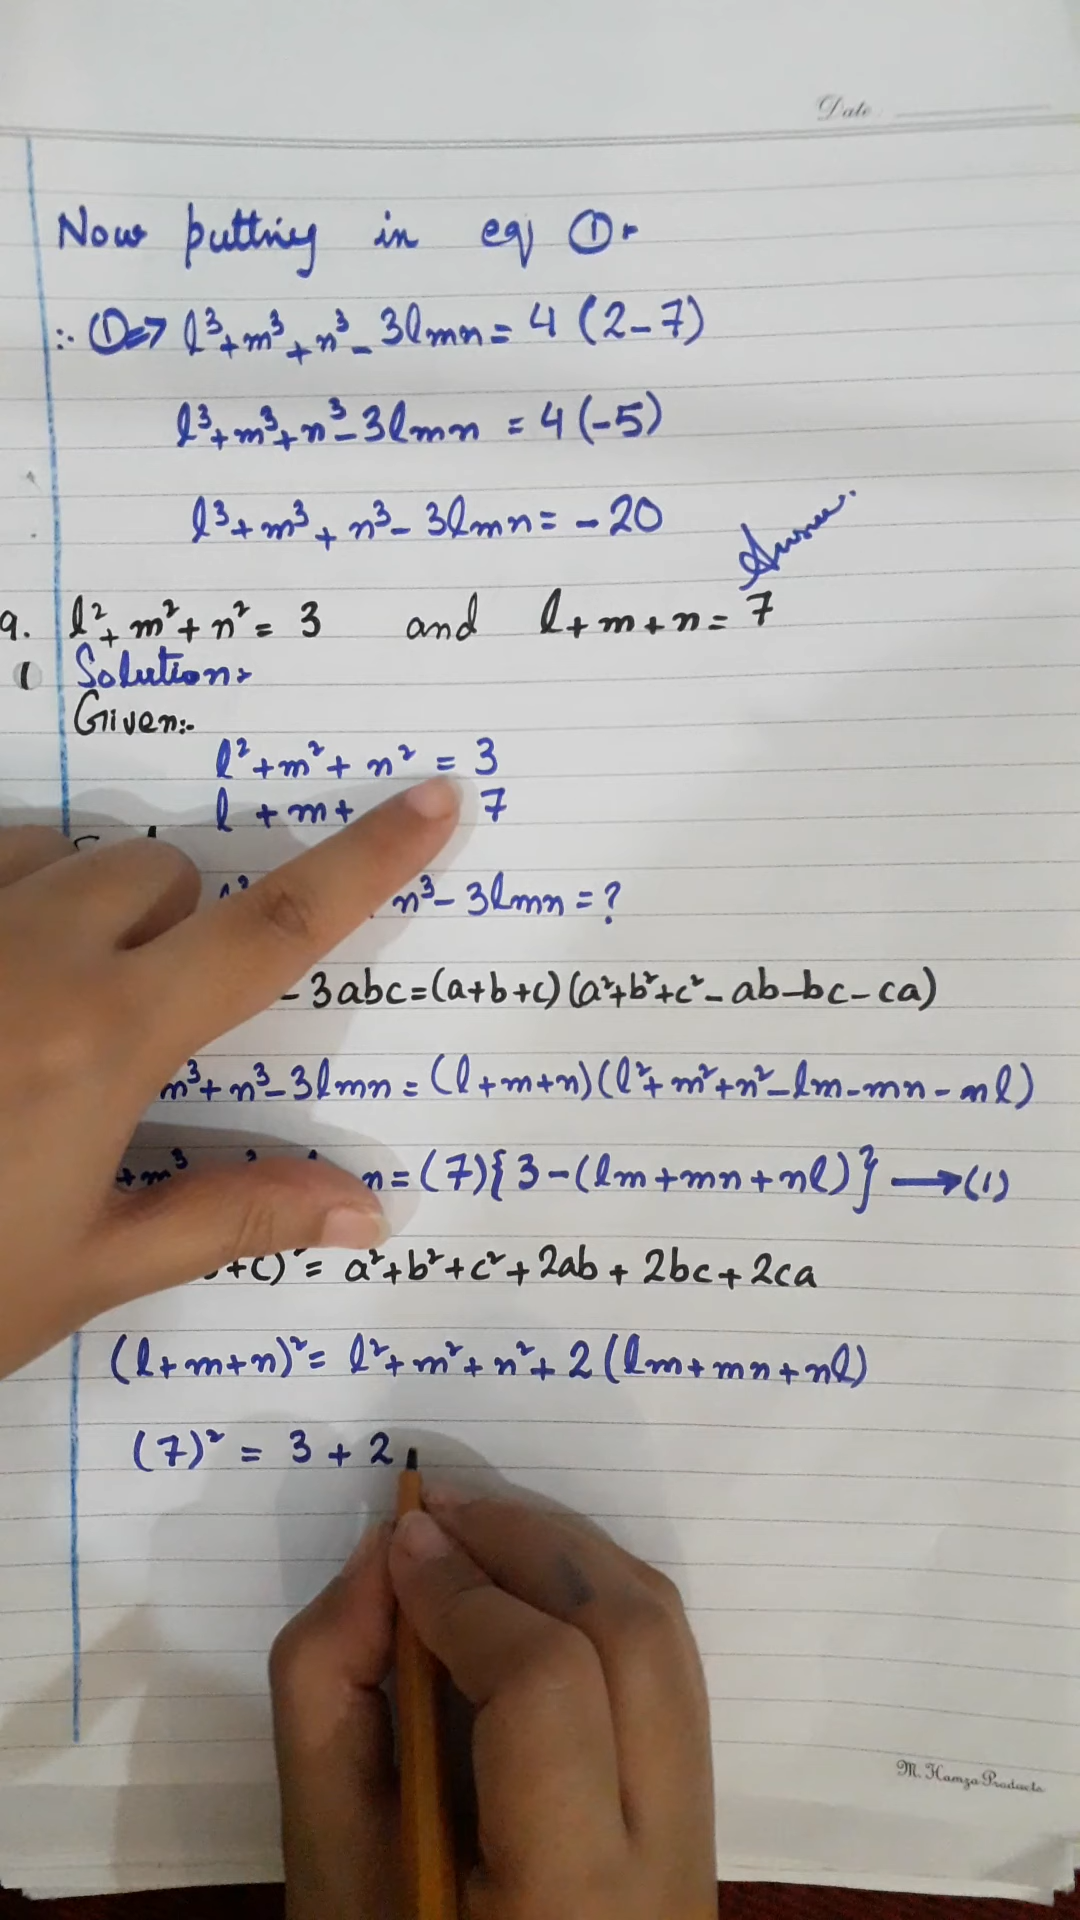 Date
Now putting in eq ①:-
∴ ①=> l³+m³+n³-3lmn = 4 (2-7)
l³+m³+n³-3lmn = 4 (-5)
l³+m³+n³-3lmn = -20
Answer.
9. l²+m²+n² = 3 and l+m+n = 7
Solution:-
Given:-
l²+m²+n² = 3
l + m + 7
n³-3lmn = ?
- 3abc = (a+b+c) (a²+b²+c²-ab-bc-ca)
m³+n³-3lmn = (l+m+n) (l²+m²+n²-lm-mn-nl)
+m³ n = (7){3-(lm+mn+nl)} → (1)
+c)² = a²+b²+c²+2ab+2bc+2ca
(l+m+n)² = l²+m²+n²+2 (lm+mn+nl)
(7)² = 3 + 2
M. Hamza Products